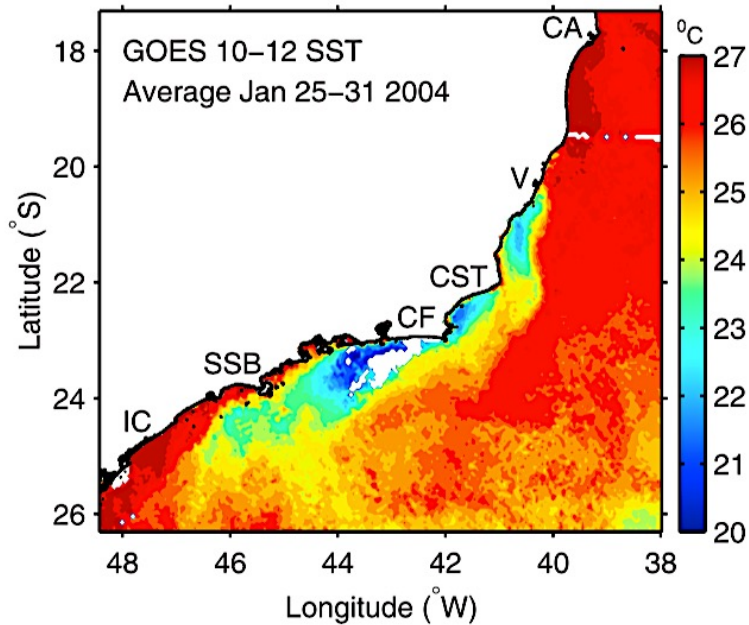 GOES 10-12 SST
Average Jan 25-31 2004
CA
V
CST
CF
SSB
IC
°C
27
26
25
24
23
22
21
20
18
20
22
24
26
Latitude (°S)
48
46
44
42
40
38
Longitude (°W)